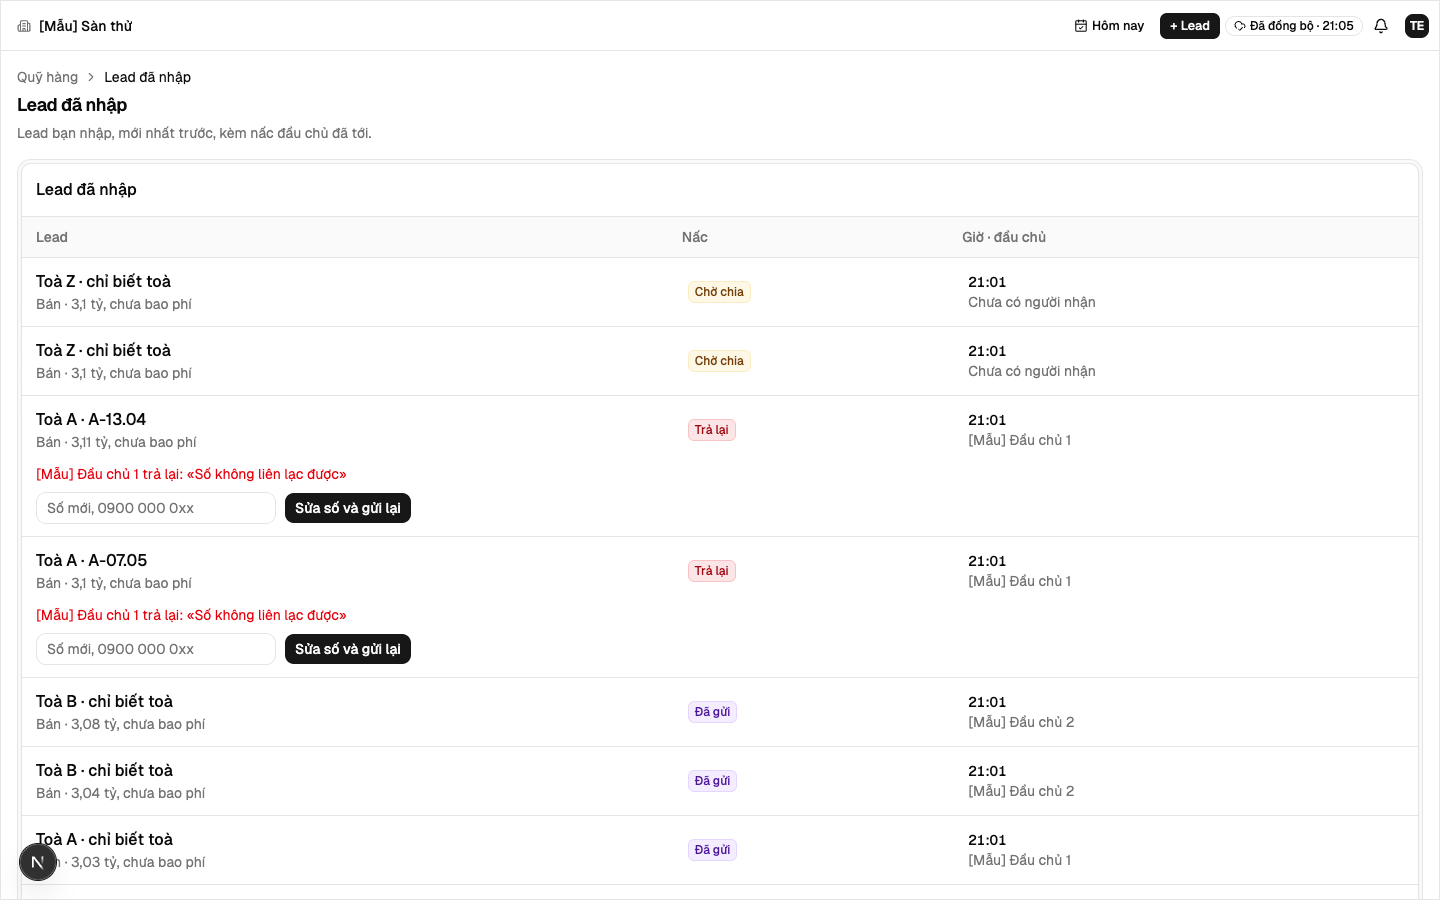 [Mẫu] Sàn thử
Hôm nay
+ Lead
Đã đồng bộ · 21:05
TE
Quỹ hàng > Lead đã nhập
Lead đã nhập
Lead bạn nhập, mới nhất trước, kèm nấc đầu chủ đã tới.
Lead đã nhập
Lead Nấc Giờ · đầu chủ
Toà Z · chỉ biết toà
Bán · 3,1 tỷ, chưa bao phí
Chờ chia
21:01
Chưa có người nhận
Toà Z · chỉ biết toà
Bán · 3,1 tỷ, chưa bao phí
Chờ chia
21:01
Chưa có người nhận
Toà A · A-13.04
Bán · 3,11 tỷ, chưa bao phí
Trả lại
21:01
[Mẫu] Đầu chủ 1
[Mẫu] Đầu chủ 1 trả lại: «Số không liên lạc được»
Số mới, 0900 000 0xx
Sửa số và gửi lại
Toà A · A-07.05
Bán · 3,1 tỷ, chưa bao phí
Trả lại
21:01
[Mẫu] Đầu chủ 1
[Mẫu] Đầu chủ 1 trả lại: «Số không liên lạc được»
Số mới, 0900 000 0xx
Sửa số và gửi lại
Toà B · chỉ biết toà
Bán · 3,08 tỷ, chưa bao phí
Đã gửi
21:01
[Mẫu] Đầu chủ 2
Toà B · chỉ biết toà
Bán · 3,04 tỷ, chưa bao phí
Đã gửi
21:01
[Mẫu] Đầu chủ 2
Toà A · chỉ biết toà
· 3,03 tỷ, chưa bao phí
Đã gửi
21:01
[Mẫu] Đầu chủ 1
N